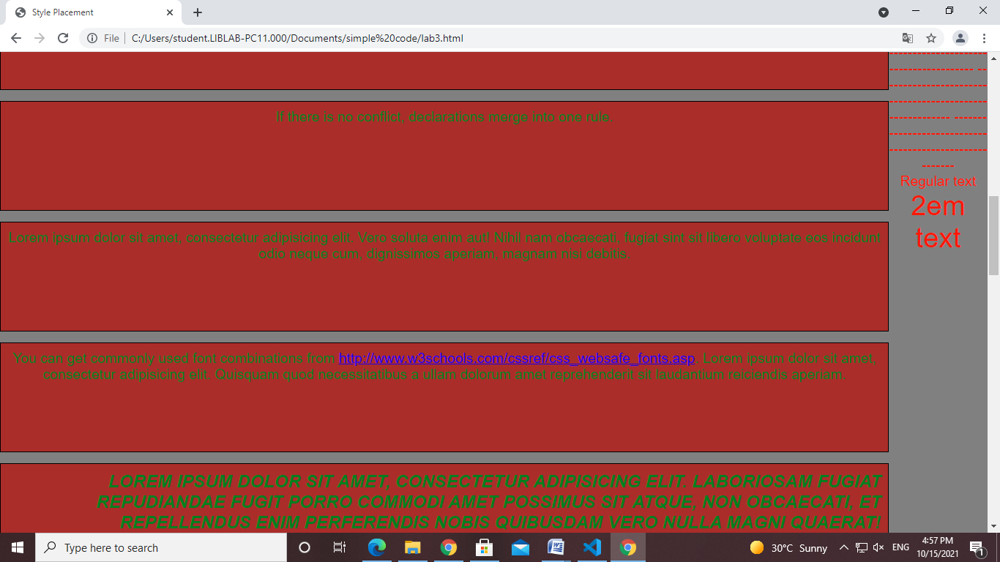 Style Placement
File
C:/Users/student.LIBLAB-PC11.000/Documents/simple%20code/lab3.html
If there is no conflict, declarations merge into one rule.
Lorem ipsum dolor sit amet, consectetur adipisicing elit. Vero soluta enim aut! Nihil nam obcaecati, fugiat sint sit libero voluptate eos incidunt
odio neque cum, dignissimos aperiam, magnam nisi debitis.
You can get commonly used font combinations from http://www.w3schools.com/cssref/css_websafe_fonts.asp. Lorem ipsum dolor sit amet,
consectetur adipisicing elit. Quisquam quod necessitatibus a ullam dolorum amet reprehenderit sit laudantium reiciendis aperiam.
LOREM IPSUM DOLOR SIT AMET, CONSECTETUR ADIPISICING ELIT. LABORIOSAM FUGIAT
REPUDIANDAE FUGIT PORRO COMMODI AMET POSSIMUS SIT ATQUE, NON OBCAECATI, ET
REPELLENDUS ENIM PERFERENDIS NOBIS QUIBUSDAM VERO NULLA MAGNI QUAERAT!
Regular text
2em
text
Type here to search
30°C Sunny
ENG
4:57 PM
10/15/2021
1